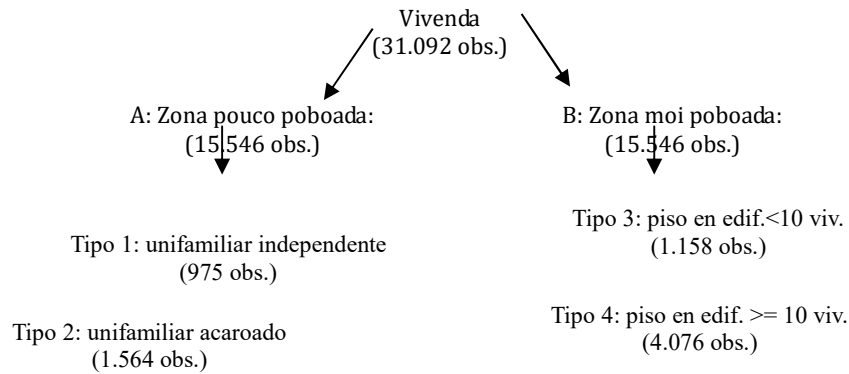 Vivenda
(31.092 obs.)
A: Zona pouco poboada:
(15.546 obs.)
B: Zona moi poboada:
(15.546 obs.)
Tipo 1: unifamiliar independente
(975 obs.)
Tipo 2: unifamiliar acaroado
(1.564 obs.)
Tipo 3: piso en edif.<10 viv.
(1.158 obs.)
Tipo 4: piso en edif. >= 10 viv.
(4.076 obs.)